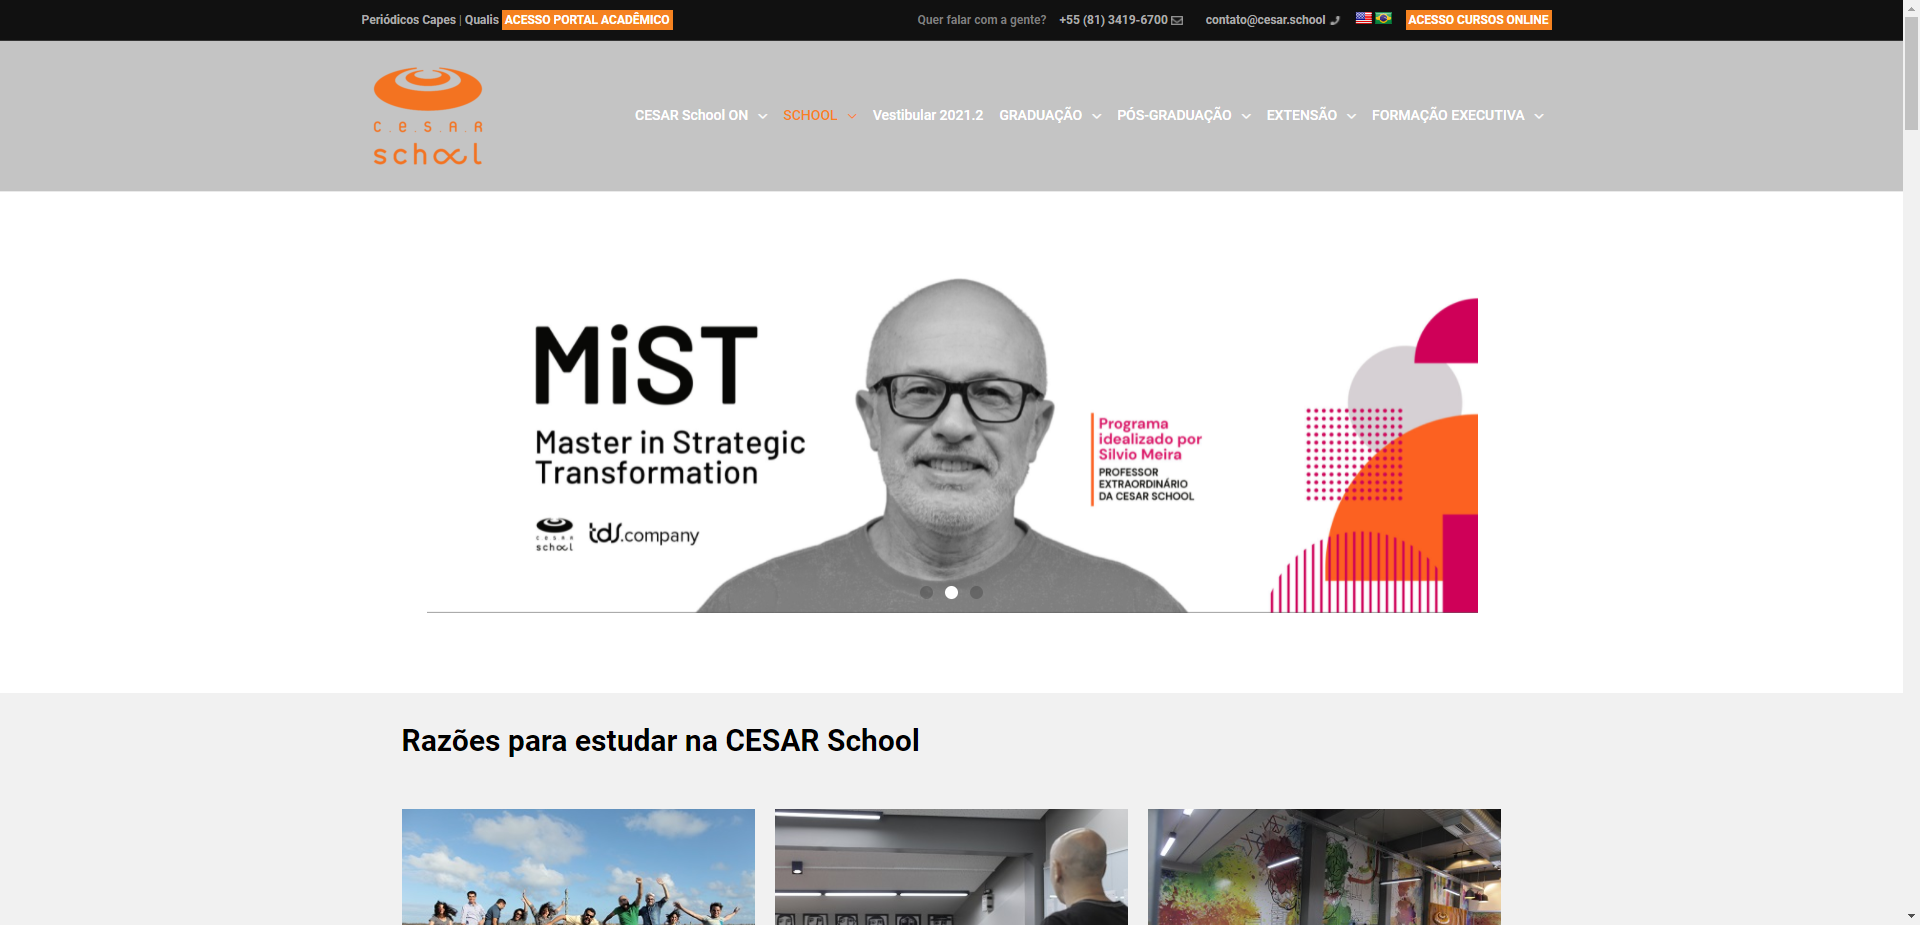 Periódicos Capes | Qualis ACESSO PORTAL ACADÊMICO
Quer falar com a gente? +55 (81) 3419-6700 contato@cesar.school ACESSO CURSOS ONLINE
C.e.S.A.R
school
CESAR School ON SCHOOL Vestibular 2021.2 GRADUAÇÃO PÓS-GRADUAÇÃO EXTENSÃO FORMAÇÃO EXECUTIVA
MiST
Master in Strategic
Transformation
CESAR
school
tds.company
Programa
idealizado por
Silvio Meira
PROFESSOR
EXTRAORDINÁRIO
DA CESAR SCHOOL
Razões para estudar na CESAR School